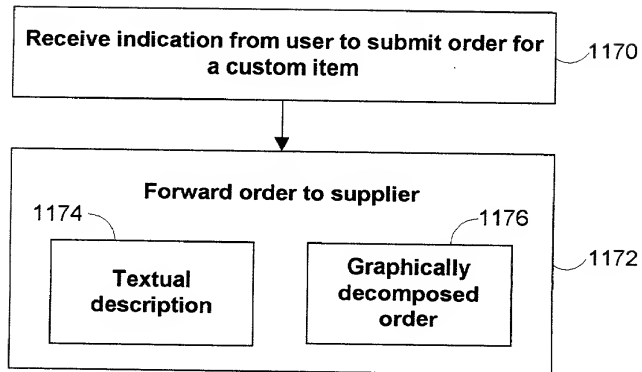 Receive indication from user to submit order for
a custom item
1170
Forward order to supplier
1174
1176
Textual
description
Graphically
decomposed
order
1172